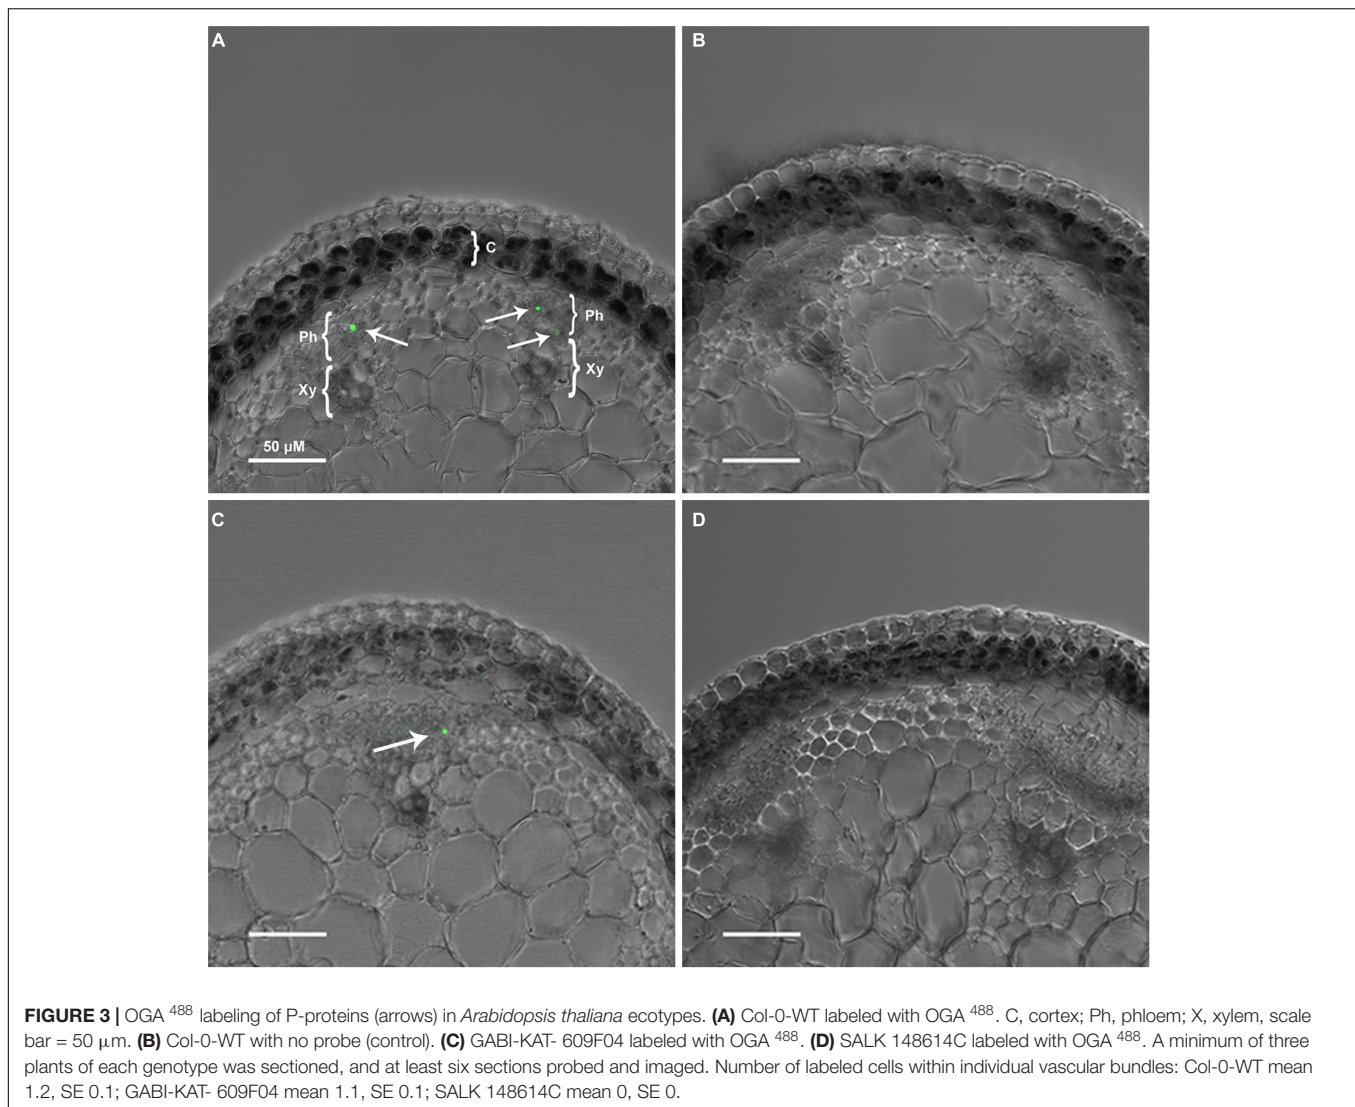 A
B
C
Ph
Ph
Xy
Xy
50 µM
C
D
FIGURE 3 | OGA 488 labeling of P-proteins (arrows) in Arabidopsis thaliana ecotypes. (A) Col-0-WT labeled with OGA 488. C, cortex; Ph, phloem; X, xylem, scale
bar = 50 μm. (B) Col-0-WT with no probe (control). (C) GABI-KAT- 609F04 labeled with OGA 488. (D) SALK 148614C labeled with OGA 488. A minimum of three
plants of each genotype was sectioned, and at least six sections probed and imaged. Number of labeled cells within individual vascular bundles: Col-0-WT mean
1.2, SE 0.1; GABI-KAT- 609F04 mean 1.1, SE 0.1; SALK 148614C mean 0, SE 0.